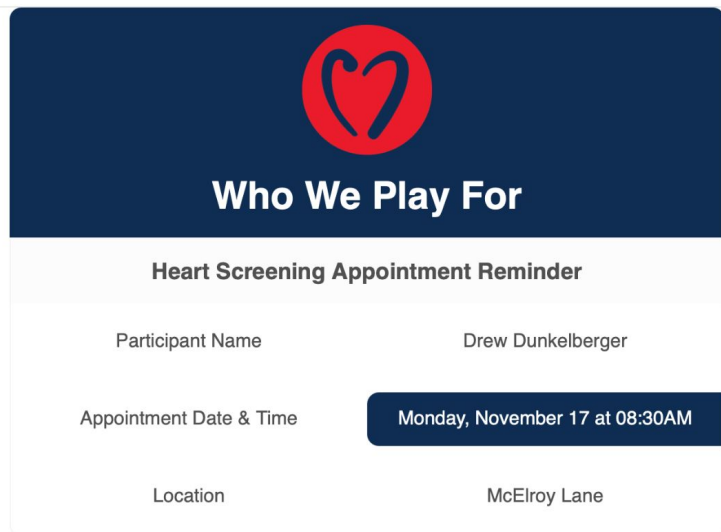 Who We Play For
Heart Screening Appointment Reminder
Participant Name Drew Dunkelberger
Appointment Date & Time Monday, November 17 at 08:30AM
Location McElroy Lane